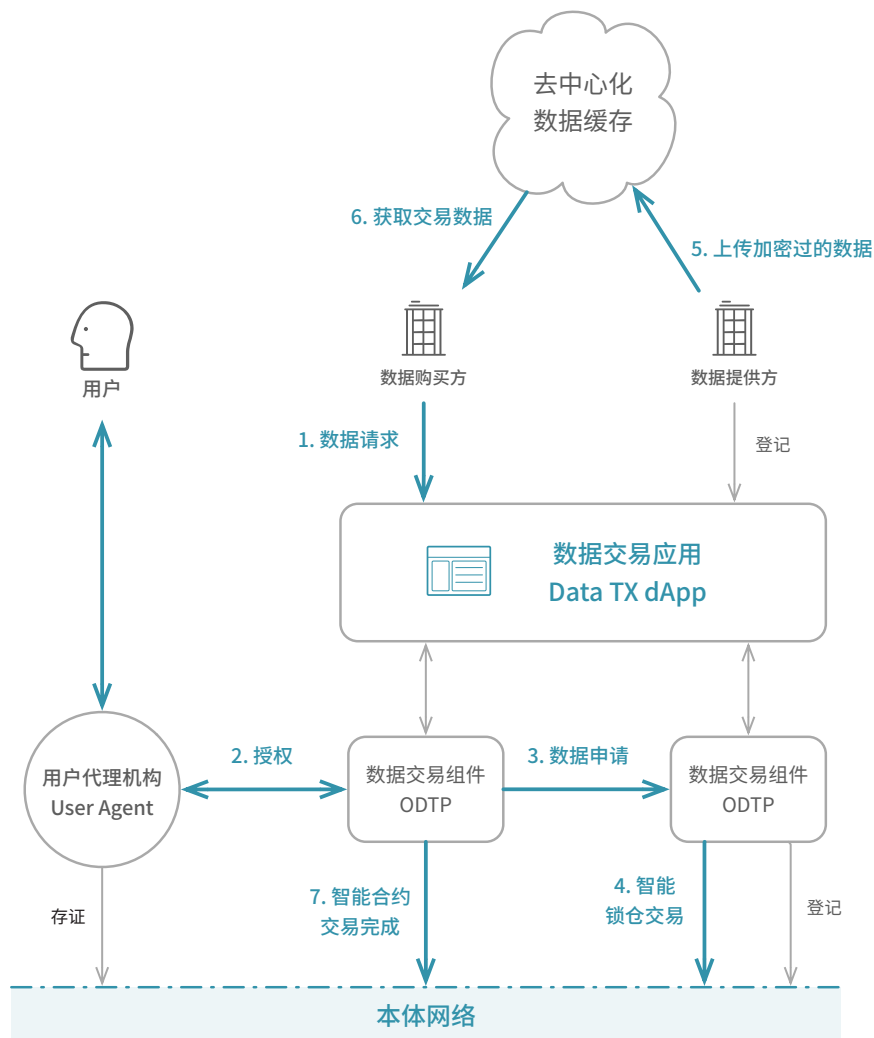 去中心化
数据缓存
6. 获取交易数据
5. 上传加密过的数据
用户
数据购买方
数据提供方
1. 数据请求
登记
数据交易应用
Data TX dApp
2. 授权
3. 数据申请
用户代理机构
User Agent
数据交易组件
ODTP
数据交易组件
ODTP
存证
7. 智能合约
交易完成
4. 智能
锁仓交易
登记
本体网络